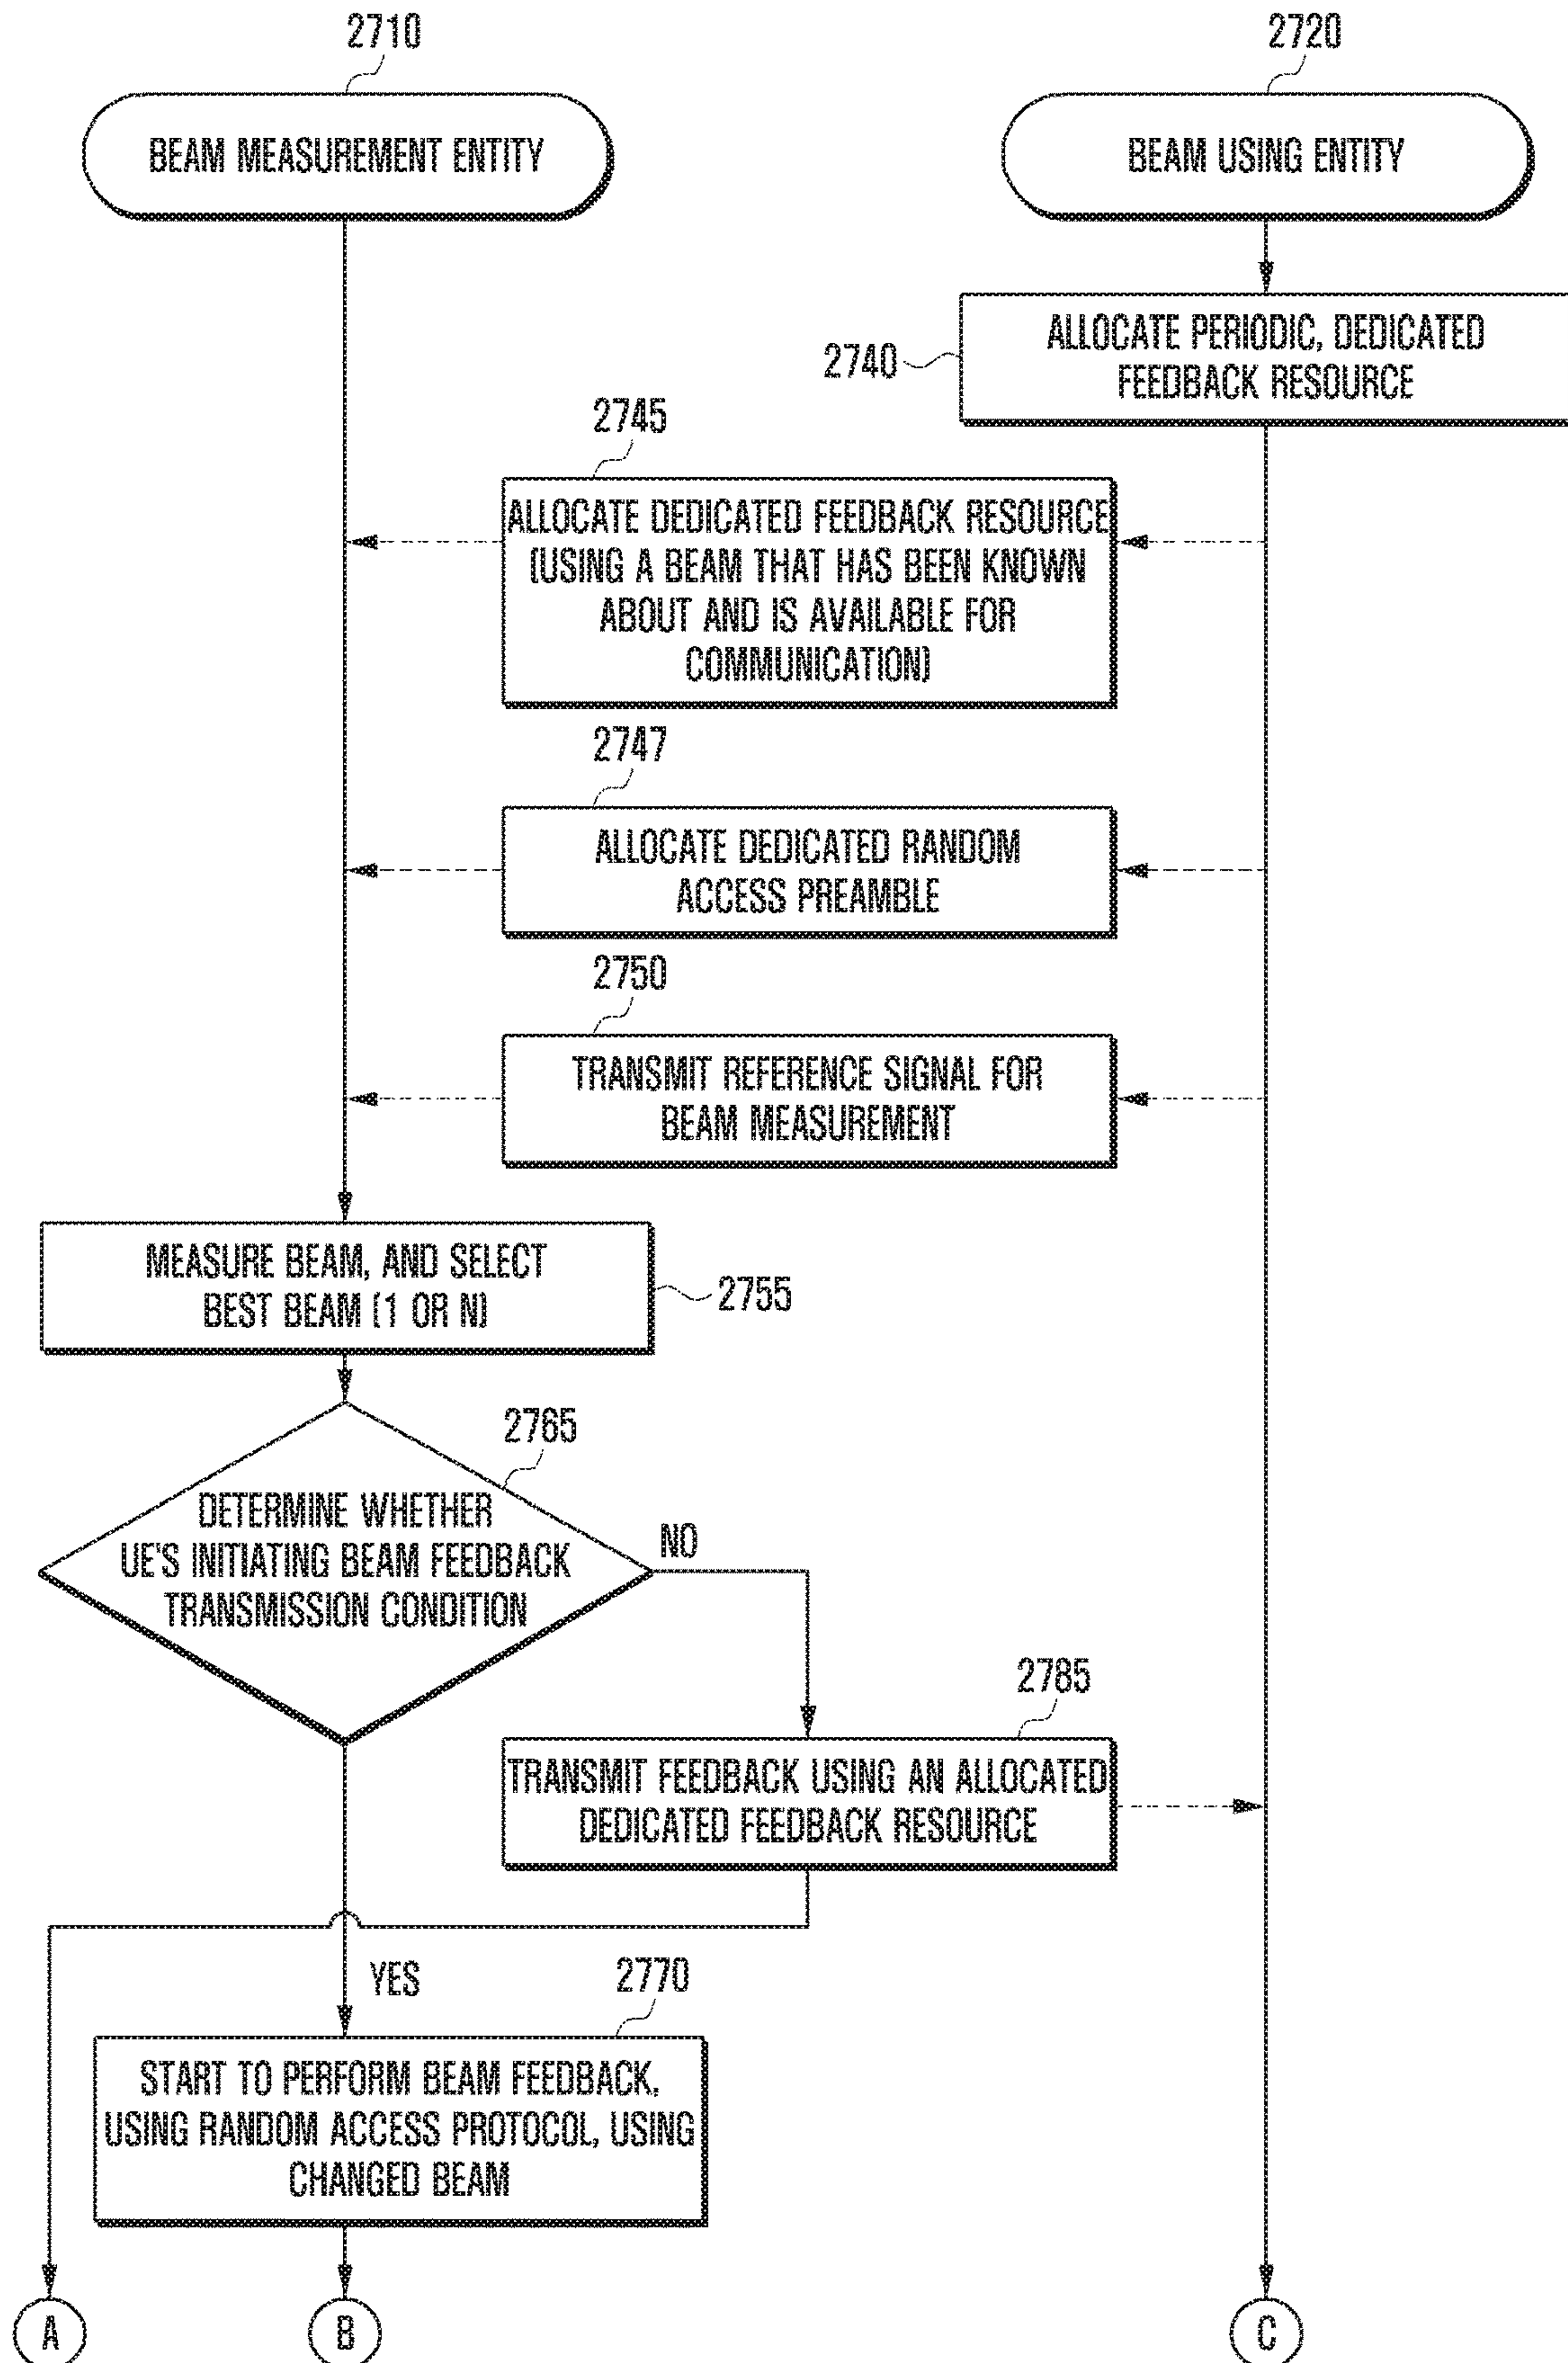 2710
2720
BEAM MEASUREMENT ENTITY
BEAM USING ENTITY
2740
ALLOCATE PERIODIC, DEDICATED
FEEDBACK RESOURCE
2745
ALLOCATE DEDICATED FEEDBACK RESOURCE
(USING A BEAM THAT HAS BEEN KNOWN
ABOUT AND IS AVAILABLE FOR
COMMUNICATION)
2747
ALLOCATE DEDICATED RANDOM
ACCESS PREAMBLE
2750
TRANSMIT REFERENCE SIGNAL FOR
BEAM MEASUREMENT
MEASURE BEAM, AND SELECT
BEST BEAM (1 OR N)
2755
2765
DETERMINE WHETHER
UE'S INITIATING BEAM FEEDBACK
TRANSMISSION CONDITION
NO
2785
TRANSMIT FEEDBACK USING AN ALLOCATED
DEDICATED FEEDBACK RESOURCE
YES
2770
START TO PERFORM BEAM FEEDBACK,
USING RANDOM ACCESS PROTOCOL, USING
CHANGED BEAM
A
B
C